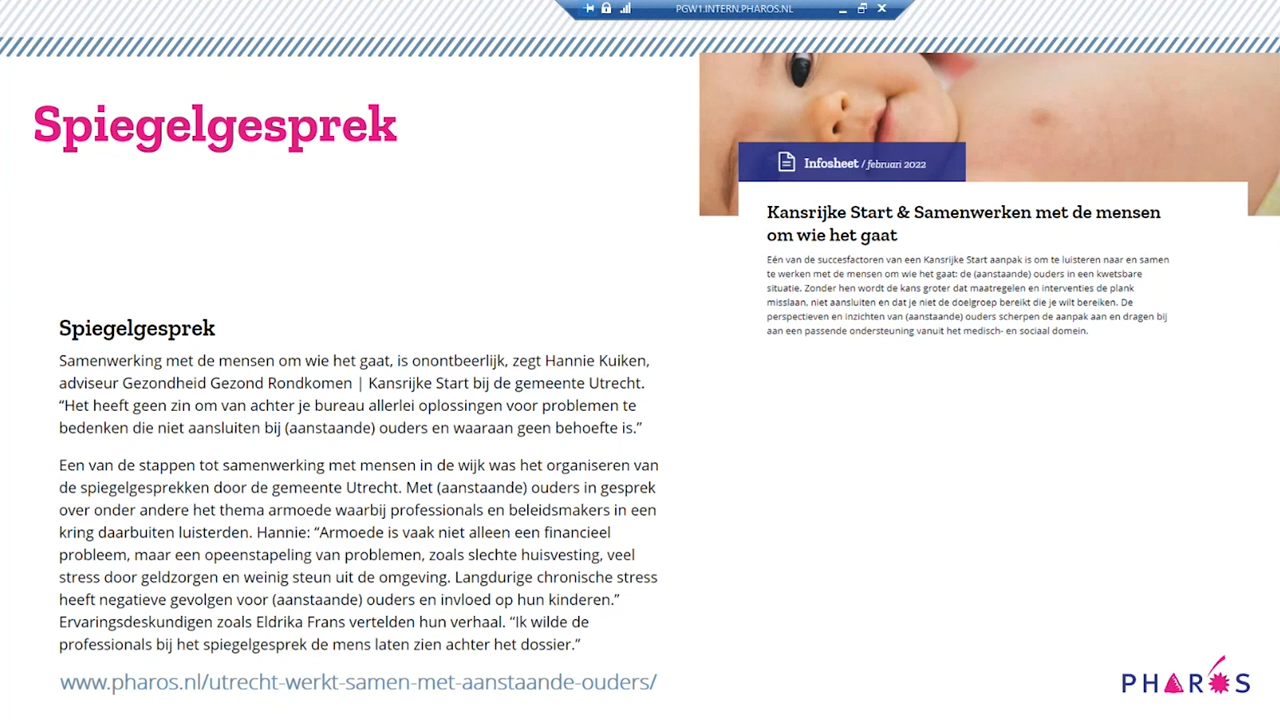 PGW1.INTERN.PHAROS.NL
Spiegelgesprek
Infosheet / februari 2022
Kansrijke Start & Samenwerken met de mensen
om wie het gaat
Eén van de succesfactoren van een Kansrijke Start aanpak is om te luisteren naar en samen
te werken met de mensen om wie het gaat: de (aanstaande) ouders in een kwetsbare
situatie. Zonder hen wordt de kans groter dat maatregelen en interventies de plank
misslaan, niet aansluiten en dat je niet de doelgroep bereikt die je wilt bereiken. De
perspectieven en inzichten van (aanstaande) ouders scherpen de aanpak aan en dragen bij
aan een passende ondersteuning vanuit het medisch- en sociaal domein.
Spiegelgesprek
Samenwerking met de mensen om wie het gaat, is onontbeerlijk, zegt Hannie Kuiken,
adviseur Gezondheid Gezond Rondkomen | Kansrijke Start bij de gemeente Utrecht.
“Het heeft geen zin om van achter je bureau allerlei oplossingen voor problemen te
bedenken die niet aansluiten bij (aanstaande) ouders en waaraan geen behoefte is.”
Een van de stappen tot samenwerking met mensen in de wijk was het organiseren van
de spiegelgesprekken door de gemeente Utrecht. Met (aanstaande) ouders in gesprek
over onder andere het thema armoede waarbij professionals en beleidsmakers in een
kring daarbuiten luisterden. Hannie: “Armoede is vaak niet alleen een financieel
probleem, maar een opeenstapeling van problemen, zoals slechte huisvesting, veel
stress door geldzorgen en weinig steun uit de omgeving. Langdurige chronische stress
heeft negatieve gevolgen voor (aanstaande) ouders en invloed op hun kinderen.”
Ervaringsdeskundigen zoals Eldrika Frans vertelden hun verhaal. “Ik wilde de
professionals bij het spiegelgesprek de mens laten zien achter het dossier.”
www.pharos.nl/utrecht-werkt-samen-met-aanstaande-ouders/
PHAROS